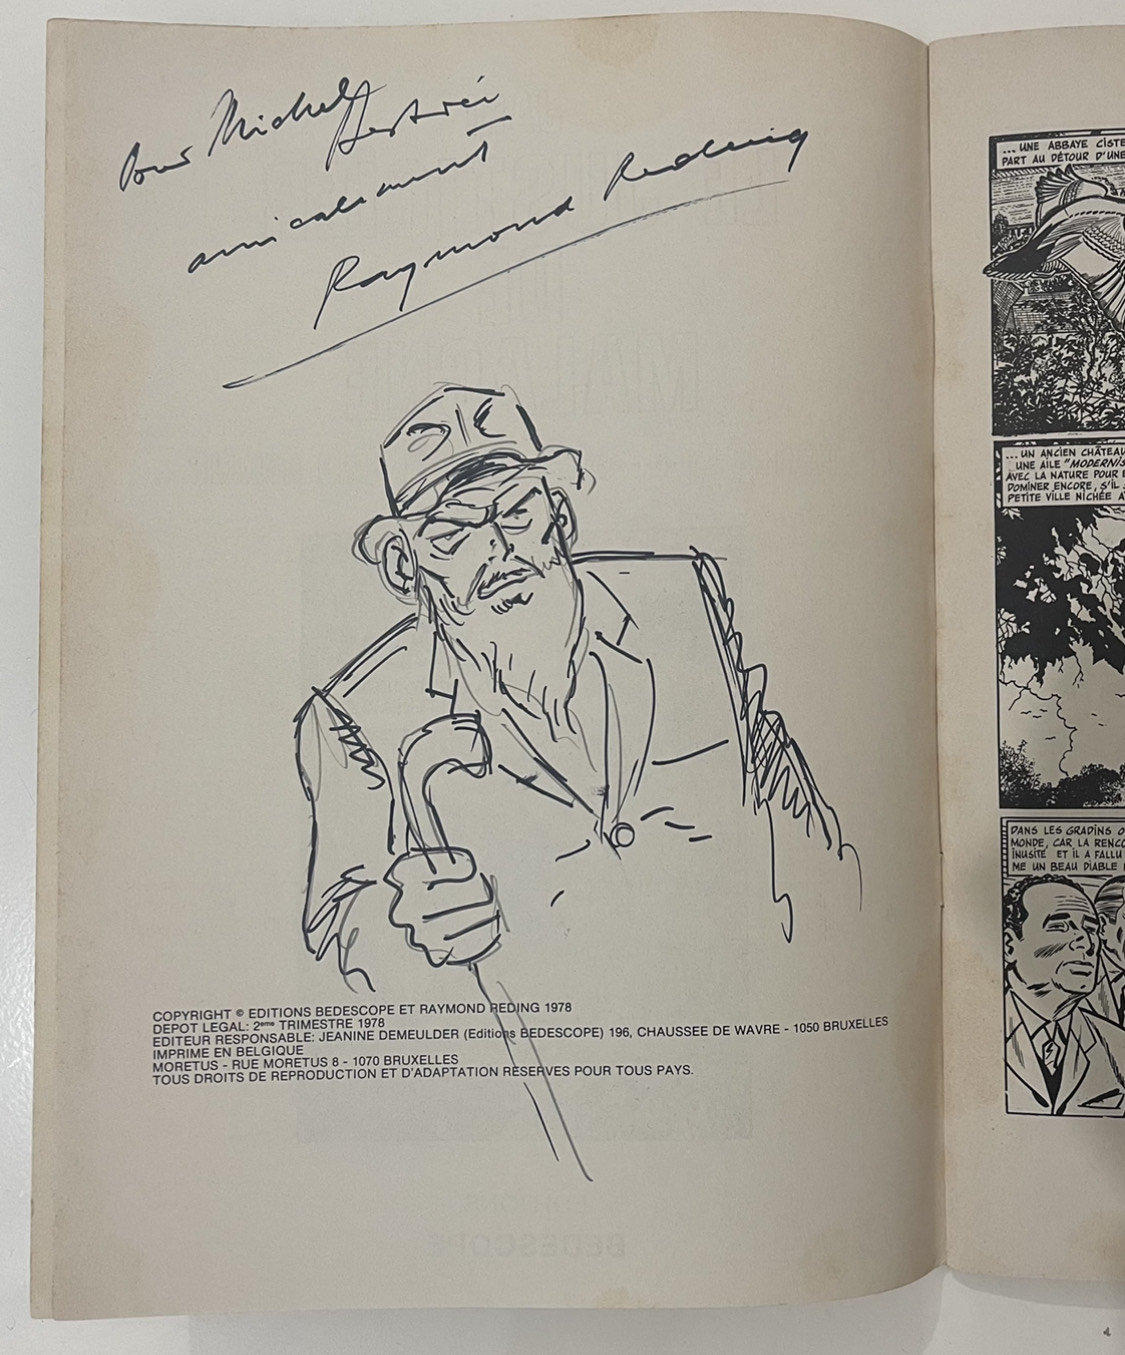 Pour Michel
amicalement
Raymond Reding
COPYRIGHT © EDITIONS BEDESCOPE ET RAYMOND REDING 1978
DEPOT LEGAL: 2ème TRIMESTRE 1978
EDITEUR RESPONSABLE: JEANINE DEMEULDER (Editions BEDESCOPE) 196, CHAUSSEE DE WAVRE - 1050 BRUXELLES
IMPRIME EN BELGIQUE
MORETUS - RUE MORETUS 8 - 1070 BRUXELLES
TOUS DROITS DE REPRODUCTION ET D'ADAPTATION RESERVES POUR TOUS PAYS.
... UNE ABBAYE CISTE
PART AU DÉTOUR D'UNE
... UN ANCIEN CHÂTEAU
UNE AILE "MODERNIS
AVEC LA NATURE POUR
DOMINER ENCORE, S'IL
PETITE VILLE NICHÉE A
DANS LES GRADINS
MONDE, CAR LA RENCO
INUSITÉ ET IL A FALLU
ME UN BEAU DIABLE